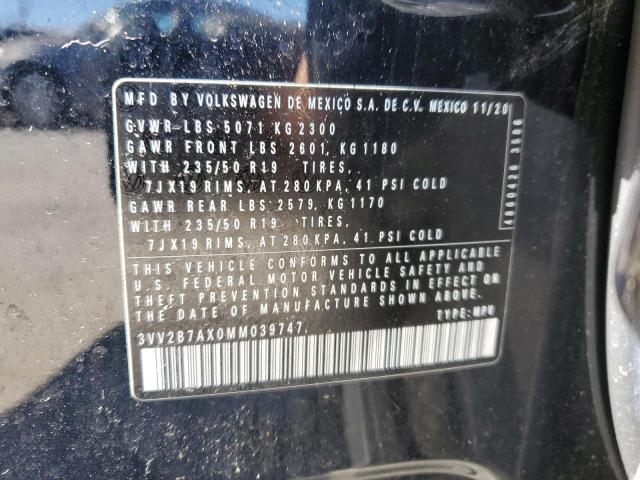 MFD BY VOLKSWAGEN DE MEXICO S.A. DE C.V. MEXICO 11/20
GVWR LBS 5071 KG 2300
GAWR FRONT LBS 2601, KG 1180
WITH 235/50 R19 TIRES,
7JX19 RIMS, AT 280 KPA, 41 PSI COLD
GAWR REAR LBS 2579, KG 1170
WITH 235/50 R19 TIRES,
7JX19 RIMS, AT 280 KPA, 41 PSI COLD
THIS VEHICLE CONFORMS TO ALL APPLICABLE
U.S. FEDERAL MOTOR VEHICLE SAFETY AND
THEFT PREVENTION STANDARDS IN EFFECT ON
THE DATE OF MANUFACTURE SHOWN ABOVE.
3VV2B7AX0MM039747. TYPE: MPV